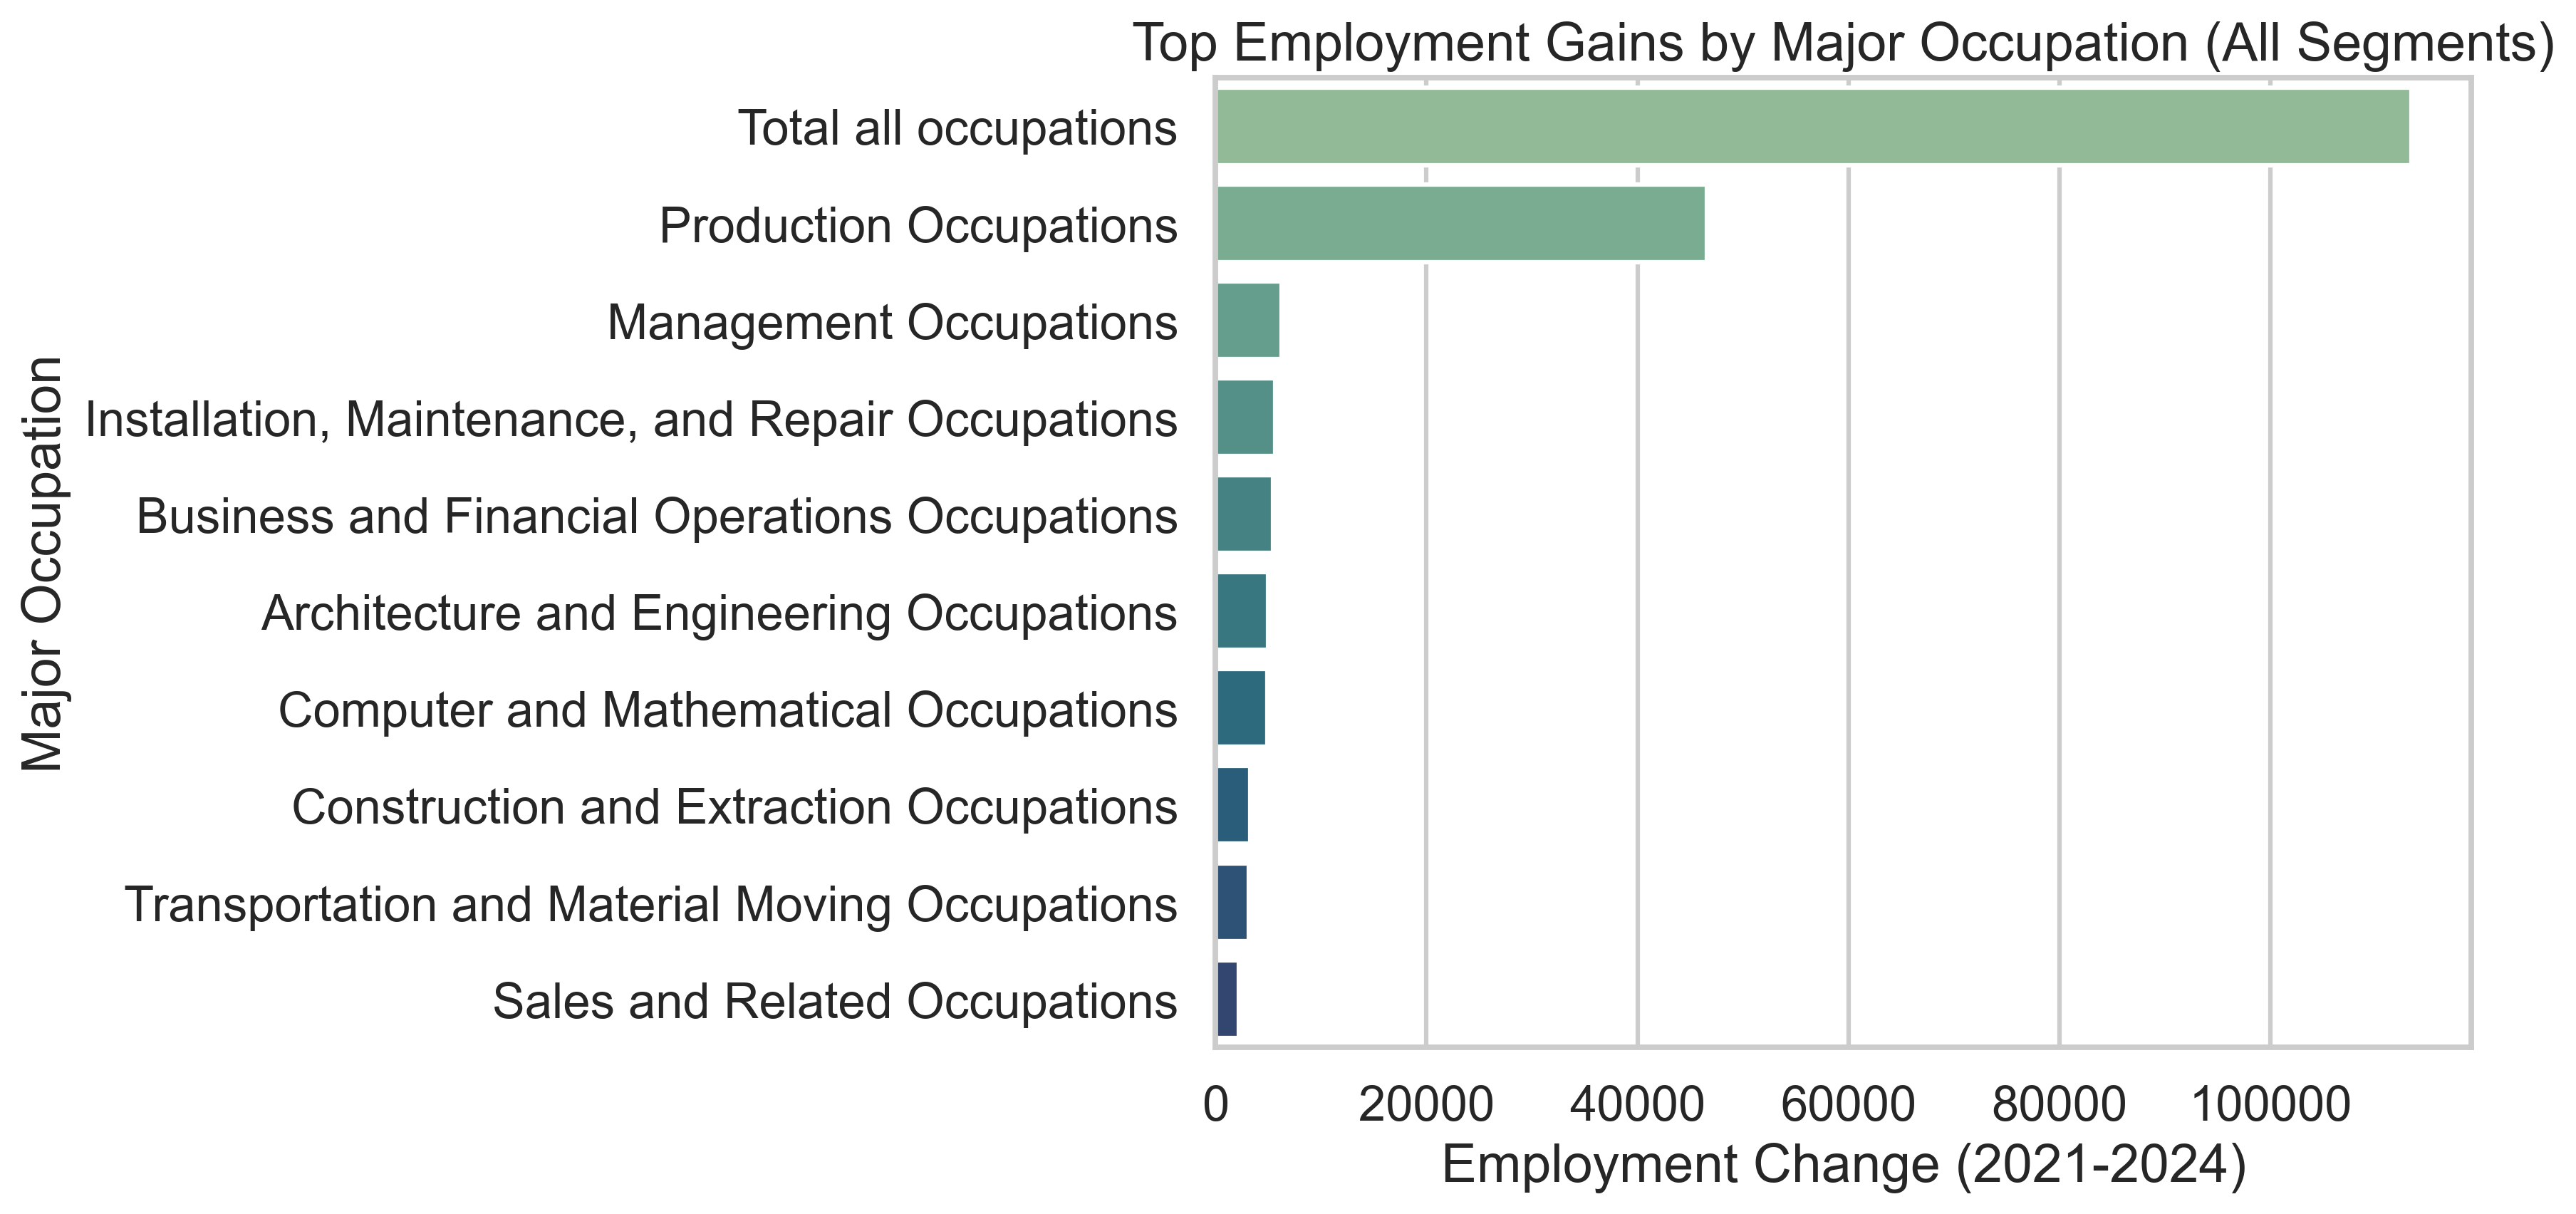 Top Employment Gains by Major Occupation (All Segments)
Major Occupation
Total all occupations
Production Occupations
Management Occupations
Installation, Maintenance, and Repair Occupations
Business and Financial Operations Occupations
Architecture and Engineering Occupations
Computer and Mathematical Occupations
Construction and Extraction Occupations
Transportation and Material Moving Occupations
Sales and Related Occupations
0 20000 40000 60000 80000 100000
Employment Change (2021-2024)